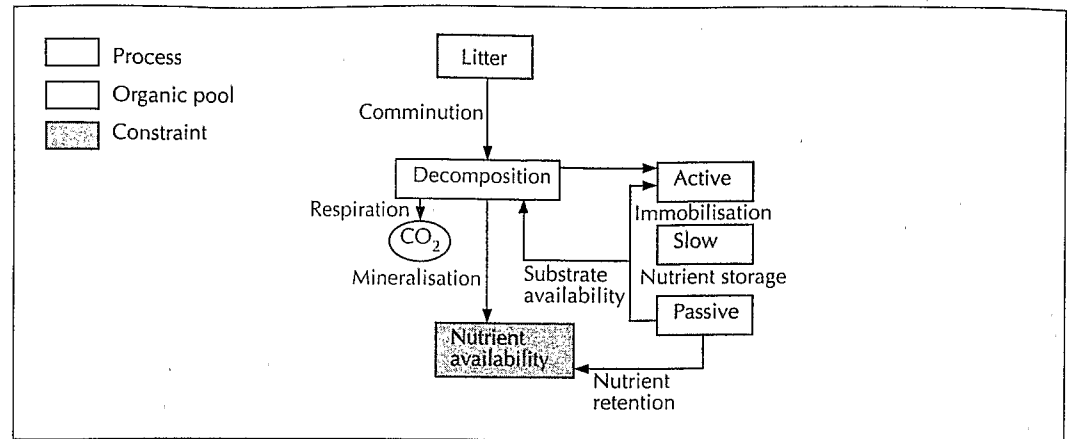 Process
Organic pool
Constraint
Litter
Comminution
Decomposition
Active
Respiration
Immobilisation
CO₂
Slow
Mineralisation
Substrate
availability
Nutrient storage
Passive
Nutrient
availability
Nutrient
retention